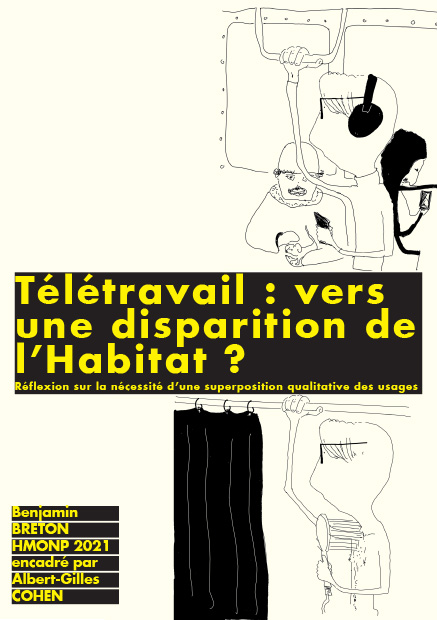 Télétravail : vers
une disparition de
l'Habitat ?
Réflexion sur la nécessité d'une superposition qualitative des usages
Benjamin
BRETON
HMONP 2021
encadré par
Albert-Gilles
COHEN